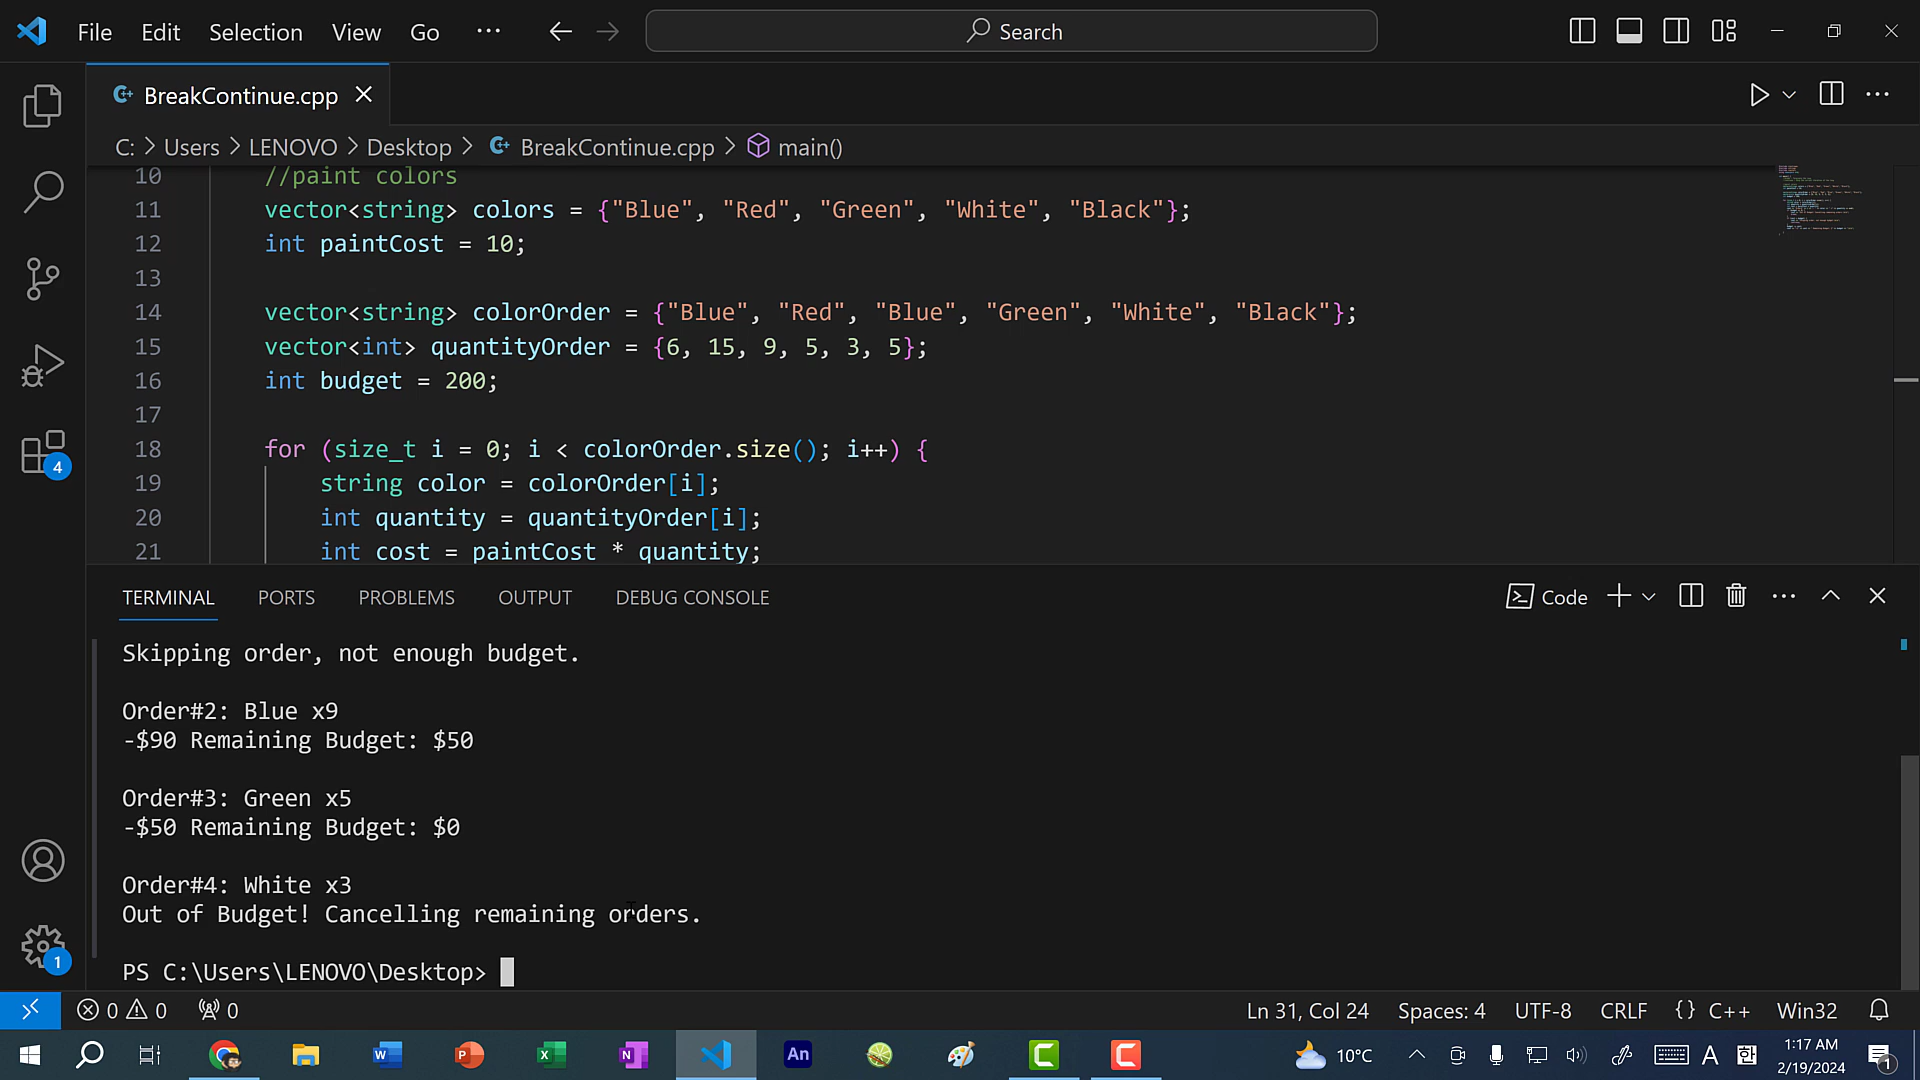 File Edit Selection View Go ··· Search
BreakContinue.cpp
C: > Users > LENOVO > Desktop > BreakContinue.cpp > main()
10 //paint colors
11 vector<string> colors = {"Blue", "Red", "Green", "White", "Black"};
12 int paintCost = 10;
13
14 vector<string> colorOrder = {"Blue", "Red", "Blue", "Green", "White", "Black"};
15 vector<int> quantityOrder = {6, 15, 9, 5, 3, 5};
16 int budget = 200;
17
18 for (size_t i = 0; i < colorOrder.size(); i++) {
19 string color = colorOrder[i];
20 int quantity = quantityOrder[i];
21 int cost = paintCost * quantity;
4
TERMINAL PORTS PROBLEMS OUTPUT DEBUG CONSOLE Code
Skipping order, not enough budget.
Order#2: Blue x9
-$90 Remaining Budget: $50
Order#3: Green x5
-$50 Remaining Budget: $0
Order#4: White x3
Out of Budget! Cancelling remaining orders.
PS C:\Users\LENOVO\Desktop>
1
0 0 0 Ln 31, Col 24 Spaces: 4 UTF-8 CRLF {} C++ Win32
W P X N An 10°C A 한 1:17 AM
2/19/2024 1